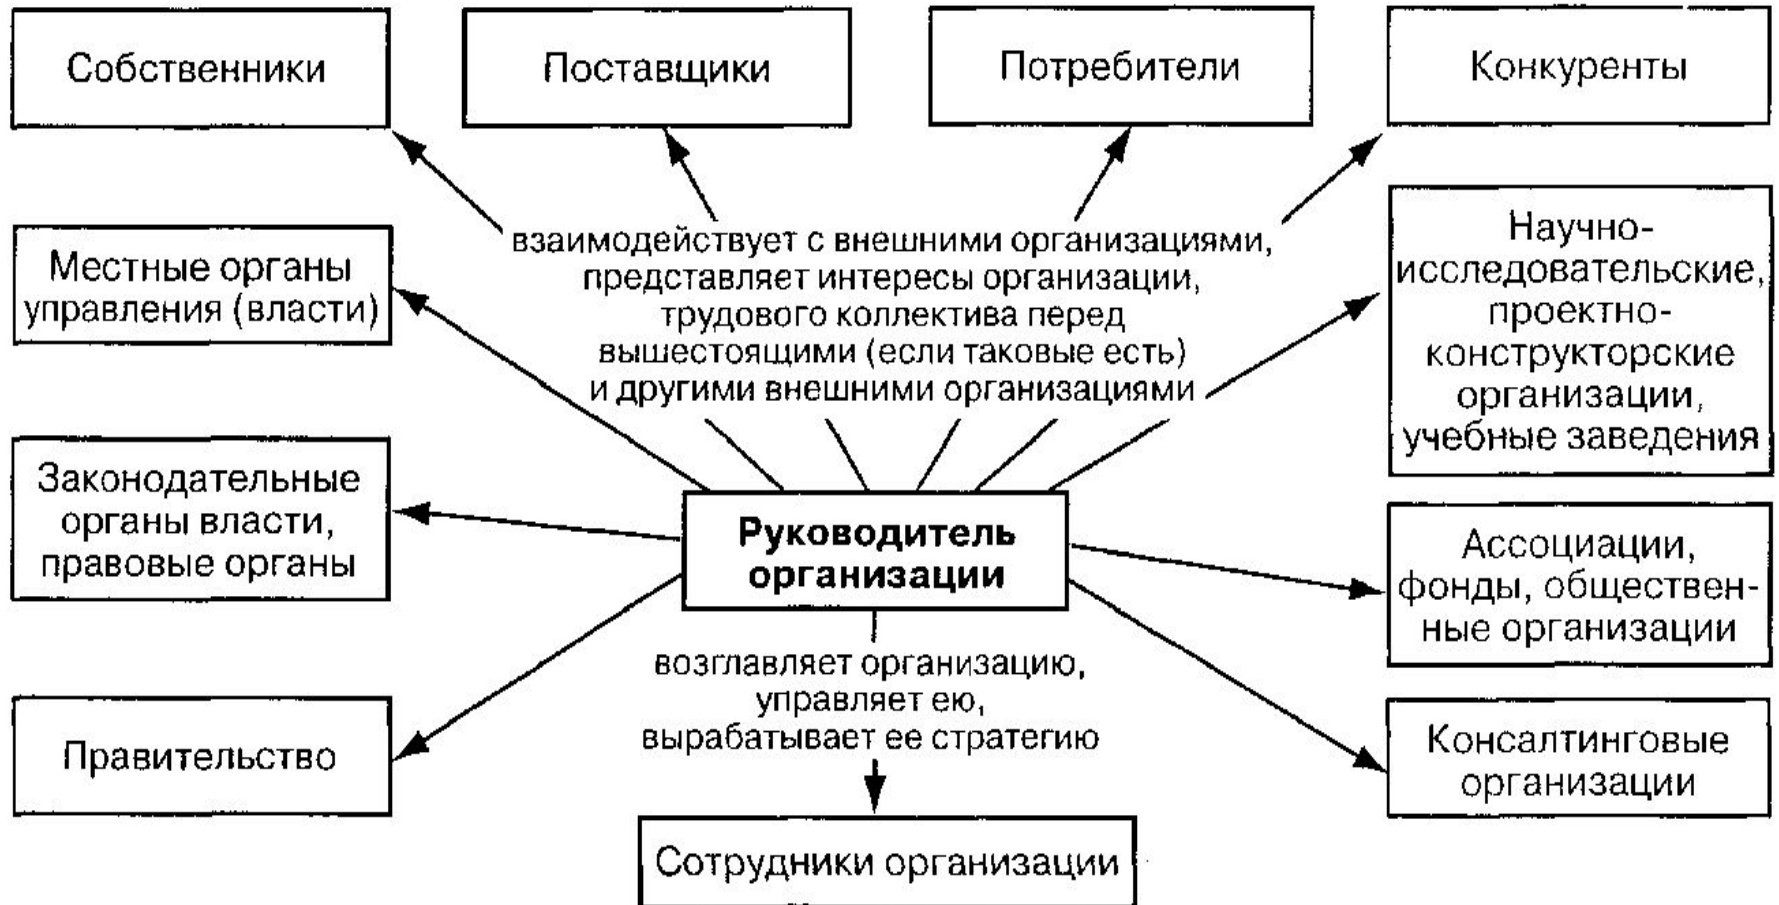 Собственники
Поставщики
Потребители
Конкуренты
взаимодействует с внешними организациями,
представляет интересы организации,
трудового коллектива перед
вышестоящими (если таковые есть)
и другими внешними организациями
Местные органы
управления (власти)
Научно-
исследовательские,
проектно-
конструкторские
организации,
учебные заведения
Законодательные
органы власти,
правовые органы
Руководитель
организации
Ассоциации,
фонды, обществен-
ные организации
Правительство
возглавляет организацию,
управляет ею,
вырабатывает ее стратегию
Консалтинговые
организации
Сотрудники организации